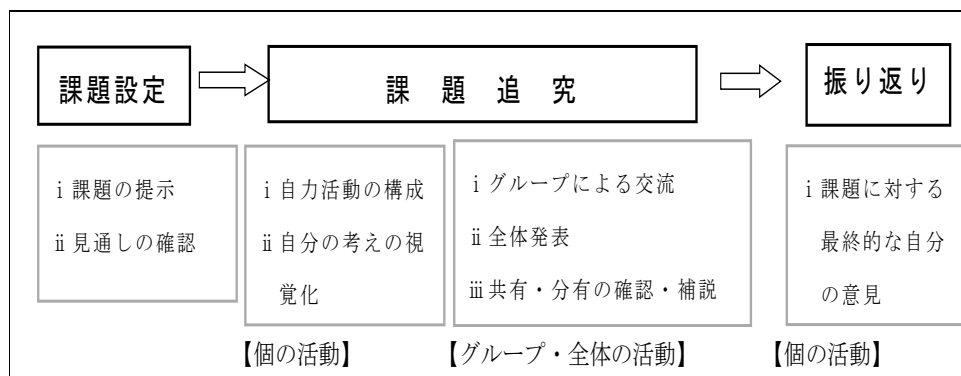 課題設定
課題追究
振り返り
ⅰ課題の提示
ⅱ見通しの確認
ⅰ自力活動の構成
ⅱ自分の考えの視
覚化
ⅰグループによる交流
ⅱ全体発表
ⅲ共有・分有の確認・補説
ⅰ課題に対する
最終的な自分
の意見
【個の活動】
【グループ・全体の活動】
【個の活動】